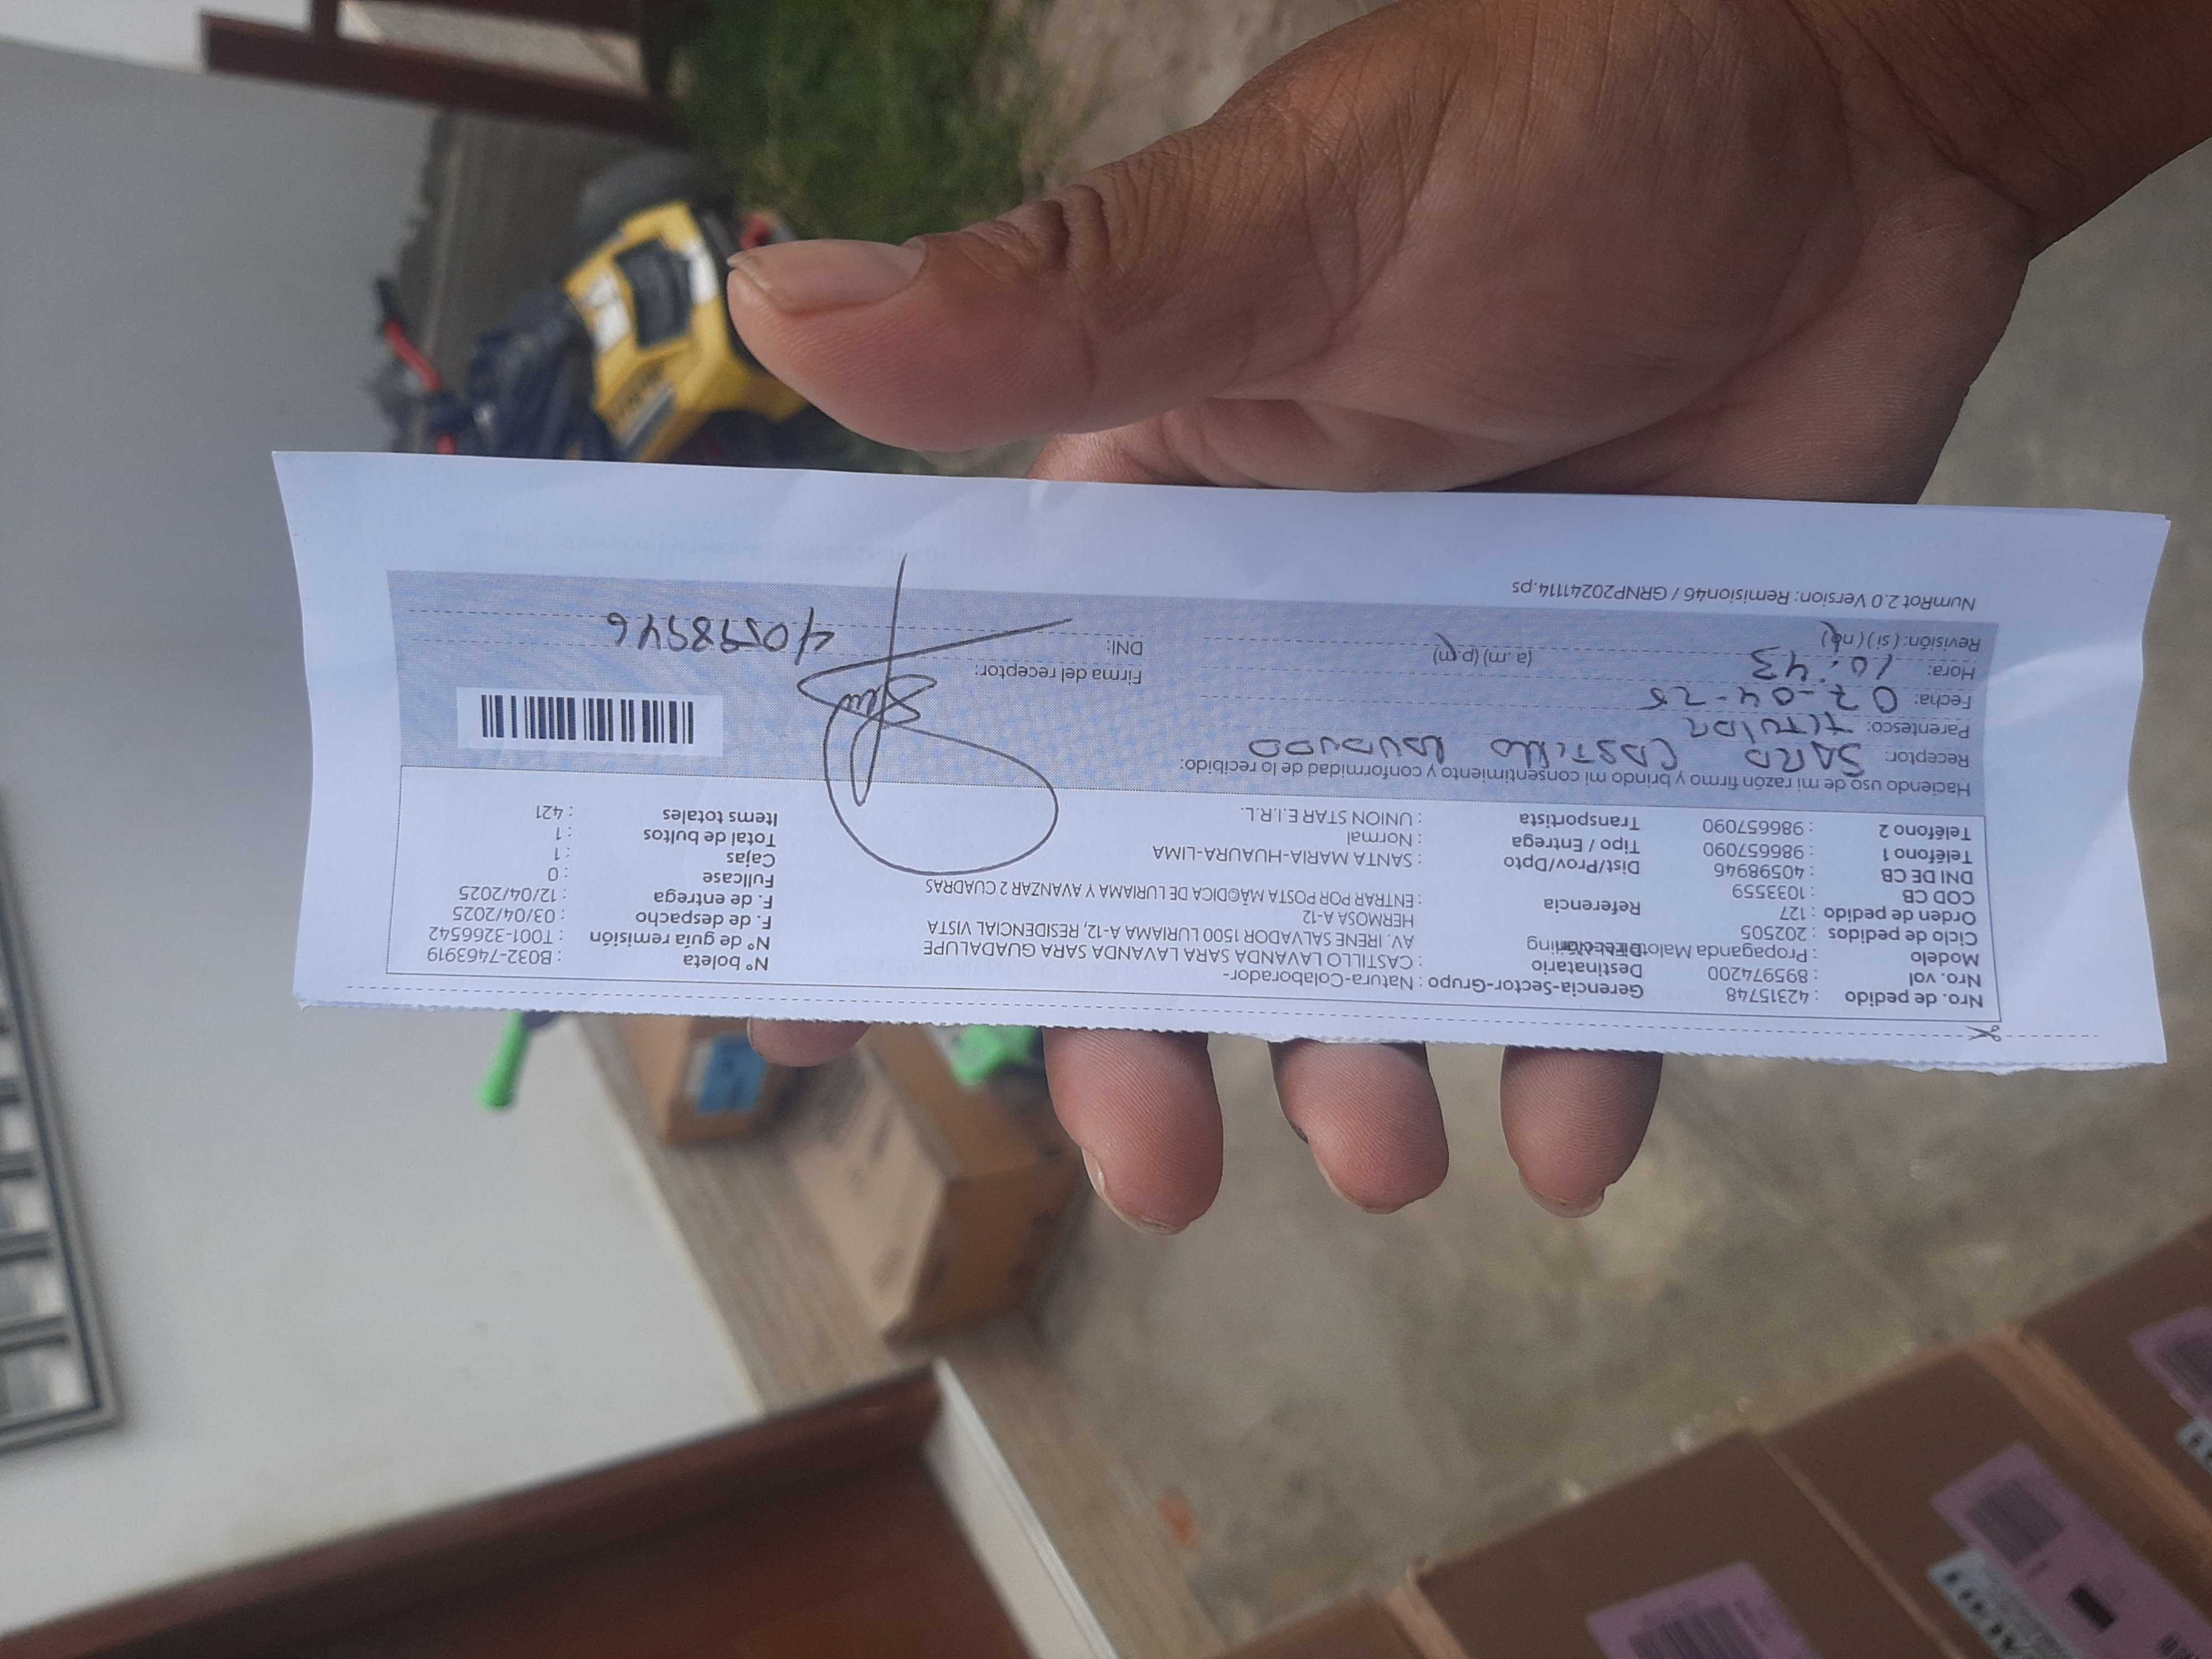 Nro. de pedido : 42315748 Gerencia-Sector-Grupo : Natura-Colaborador- N° boleta : B032-7463919
Nro. vol : 895974200 Destinatario : CASTILLO LAVANDA SARA LAVANDA SARA GUADALUPE N° de guia remisión : T001-3266542
Modelo : Propaganda AV. IRENE SALVADOR 1500 LURIAMA A-12, RESIDENCIAL VISTA F. de despacho : 03/04/2025
Ciclo de pedidos : 202505 HERMOSA A-12 F. de entrega : 12/04/2025
Orden de pedido : 127 Referencia : ENTRAR POR POSTA MÃ©DICA DE LURIAMA Y AVANZAR 2 CUADRAS Fullcase : 0
COD CB : 1033559 Dist/Prov/Dpto : SANTA MARIA-HUAURA-LIMA Cajas : 1
DNI DE CB : 40598946 Tipo / Entrega : Normal Total de bultos : 1
Teléfono 1 : 986657090 Transportista : UNION STAR E.I.R.L. Items totales : 421
Teléfono 2 : 986657090
Haciendo uso de mi razón firmo y brindo mi consentimiento y conformidad de lo recibido:
Receptor: SARA CASTILLO
Parentesco:
Fecha: 07-04-25 Firma del receptor:
Hora: 10:43 (a.m.) (p.m) DNI: 40598946
Revisión: (si) (no)
NumRot 2.0 Version: Remision46 / GRNP20241114.ps